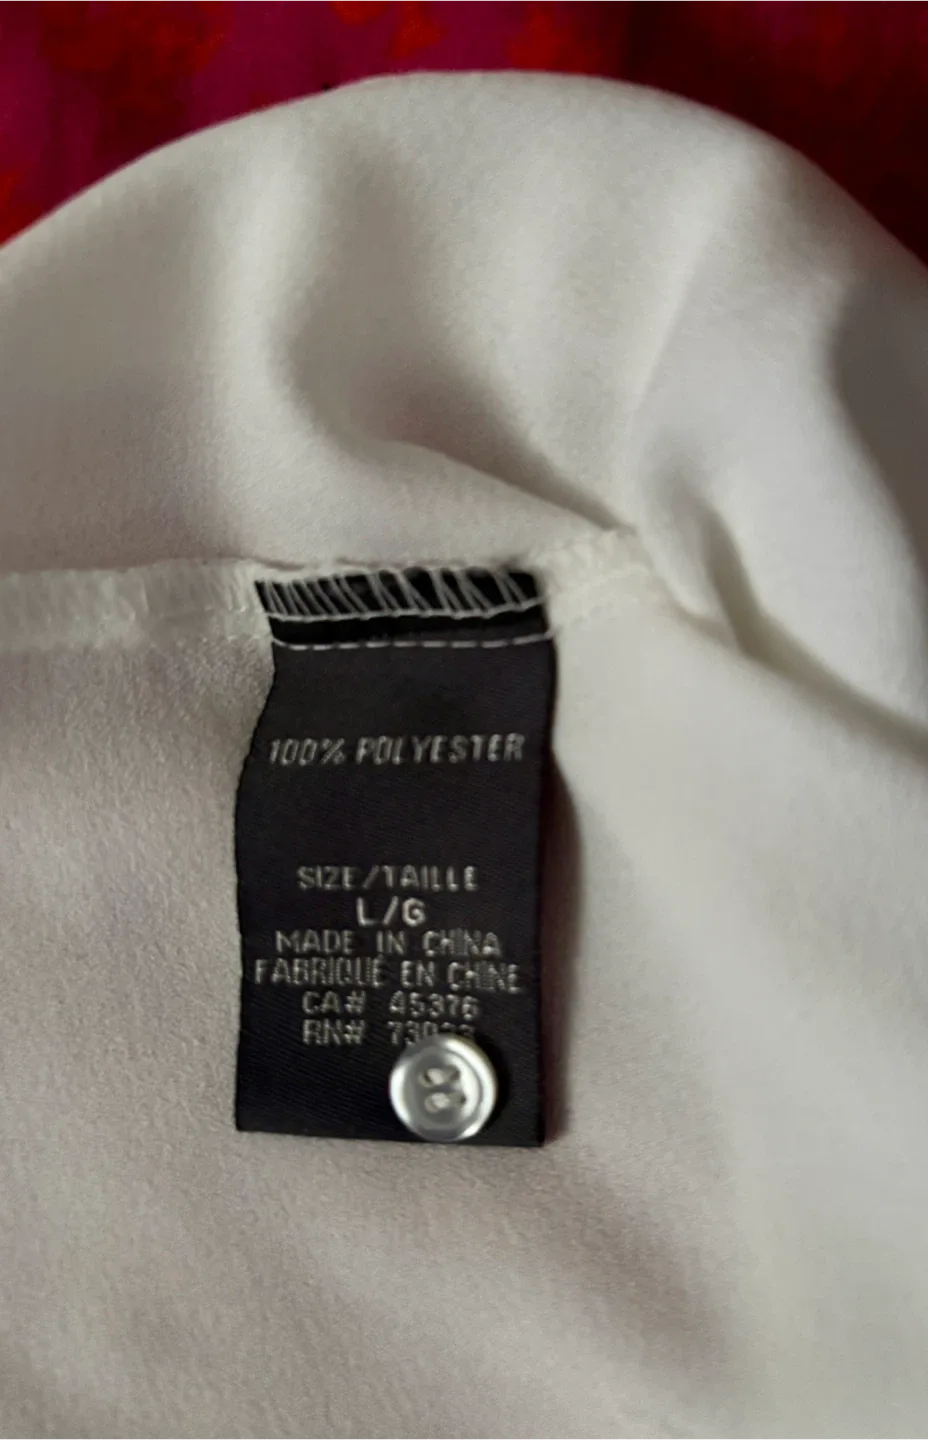 100% POLYESTER
SIZE/TAILLE
L/G
MADE IN CHINA
FABRIQUÉ EN CHINE
CA# 45376
RN#